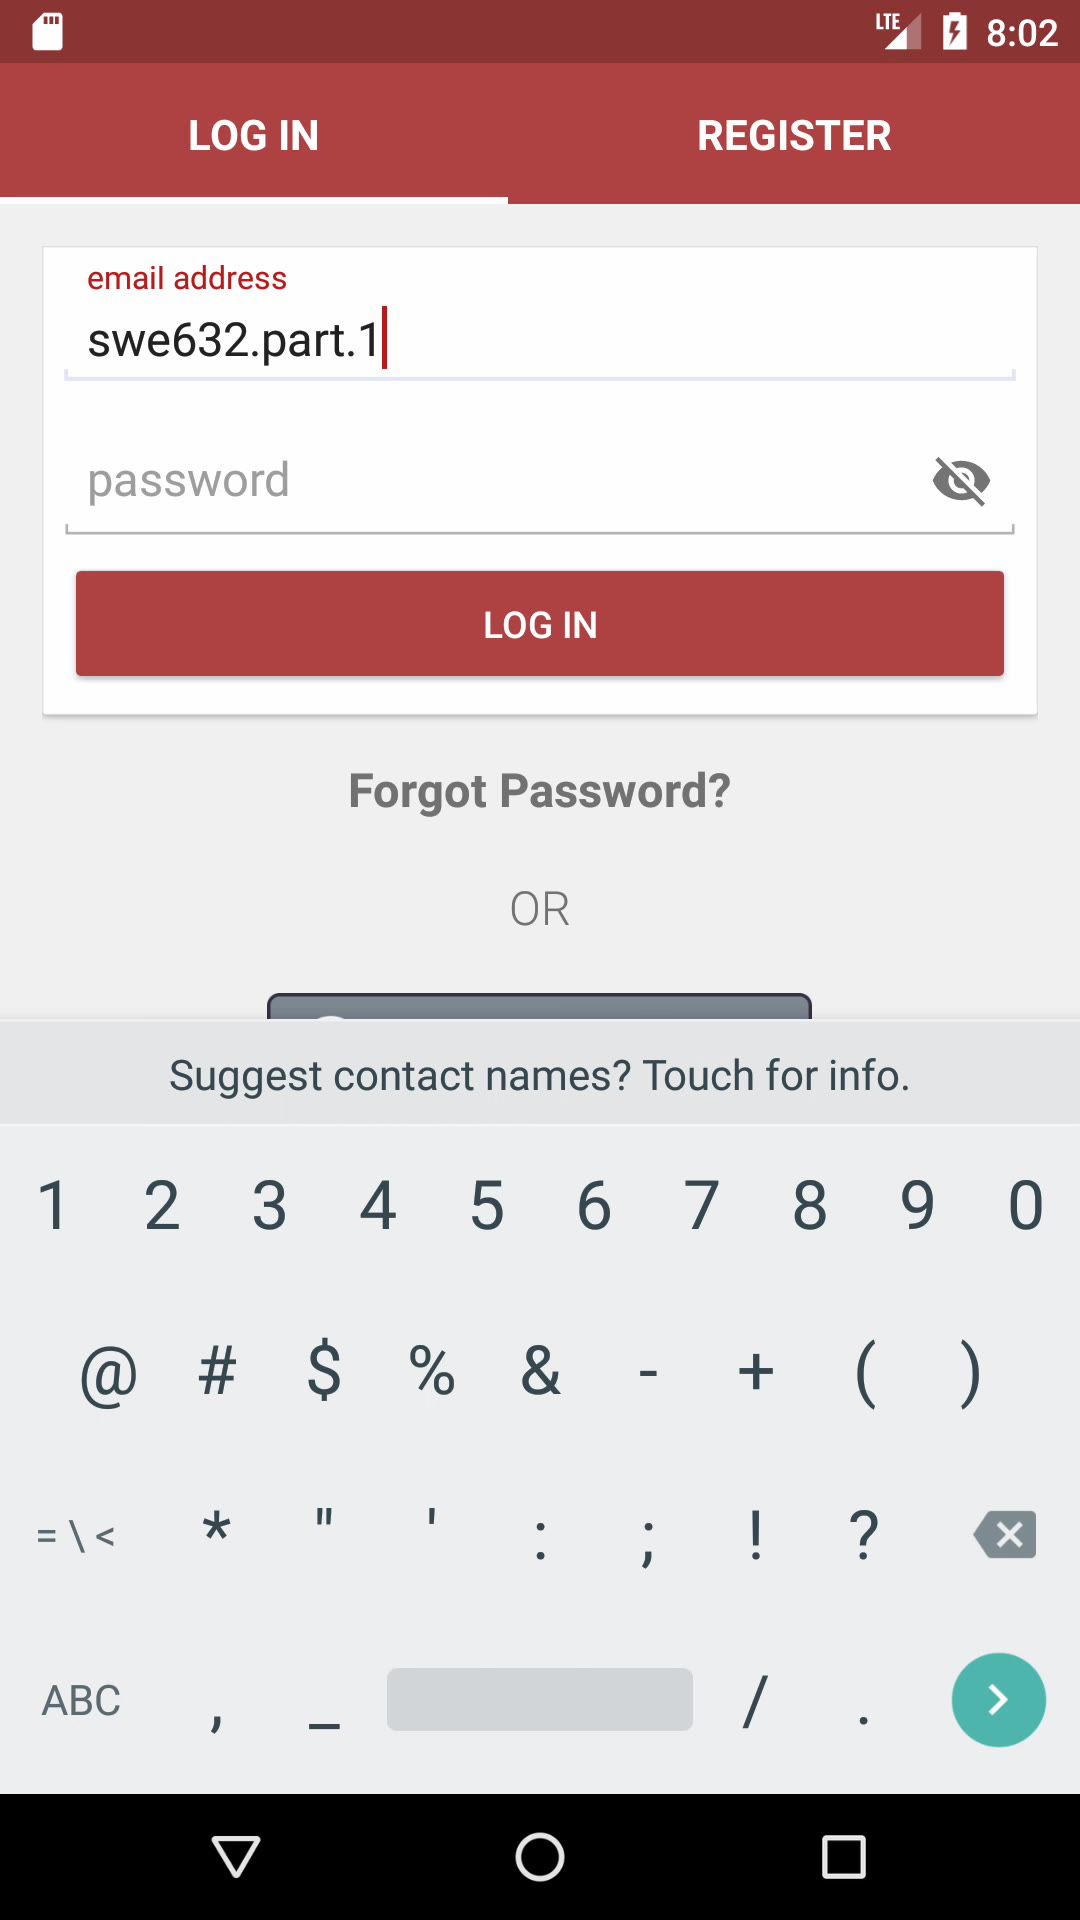 LTE 8:02
LOG IN REGISTER
email address
swe632.part.1
password
LOG IN
Forgot Password?
OR
Suggest contact names? Touch for info.
1 2 3 4 5 6 7 8 9 0
@ # $ % & - + ( )
= \ < * " ' : ; ! ?
ABC , _ / .